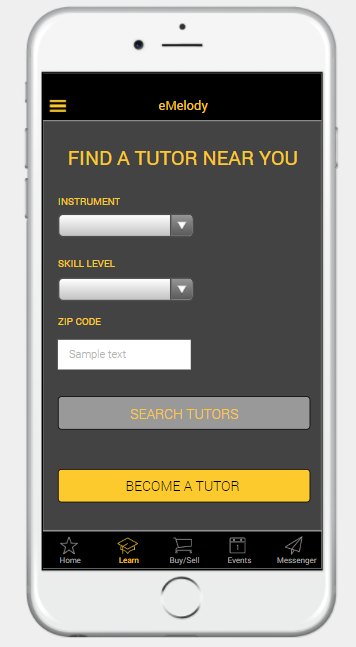 eMelody
FIND A TUTOR NEAR YOU
INSTRUMENT
SKILL LEVEL
ZIP CODE
Sample text
SEARCH TUTORS
BECOME A TUTOR
Home Learn Buy/Sell Events Messenger